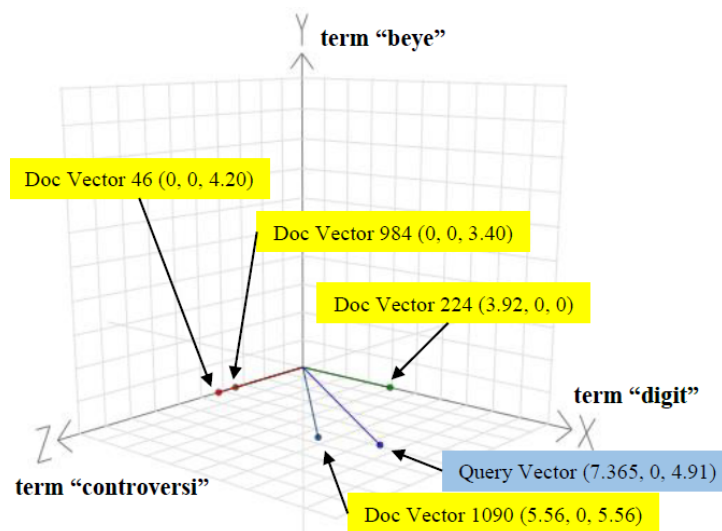 Y
term “beye”
Doc Vector 46 (0, 0, 4.20)
Doc Vector 984 (0, 0, 3.40)
Doc Vector 224 (3.92, 0, 0)
term “digit”
X
Z
Query Vector (7.365, 0, 4.91)
term “controversi”
Doc Vector 1090 (5.56, 0, 5.56)